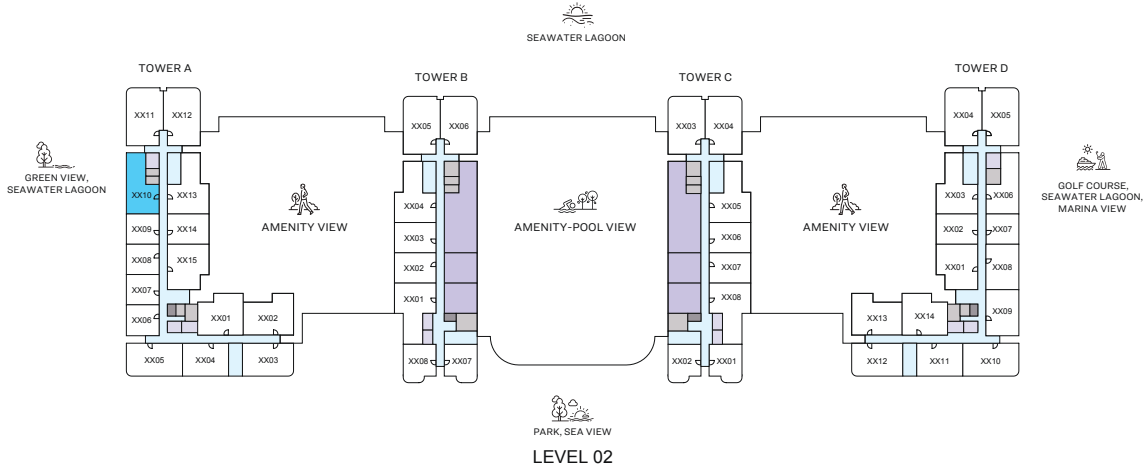 SEAWATER LAGOON
TOWER A
TOWER B
TOWER C
TOWER D
XX11
XX12
XX10
XX13
XX09
XX14
XX08
XX15
XX07
XX06
XX01
XX02
XX05
XX04
XX03
XX05
XX06
XX04
XX03
XX02
XX01
XX08
XX07
XX03
XX04
XX05
XX06
XX07
XX08
XX02
XX01
XX04
XX05
XX03
XX06
XX02
XX07
XX01
XX08
XX09
XX13
XX14
XX12
XX11
XX10
GREEN VIEW,
SEAWATER LAGOON
AMENITY VIEW
AMENITY-POOL VIEW
AMENITY VIEW
GOLF COURSE,
SEAWATER LAGOON,
MARINA VIEW
PARK, SEA VIEW
LEVEL 02